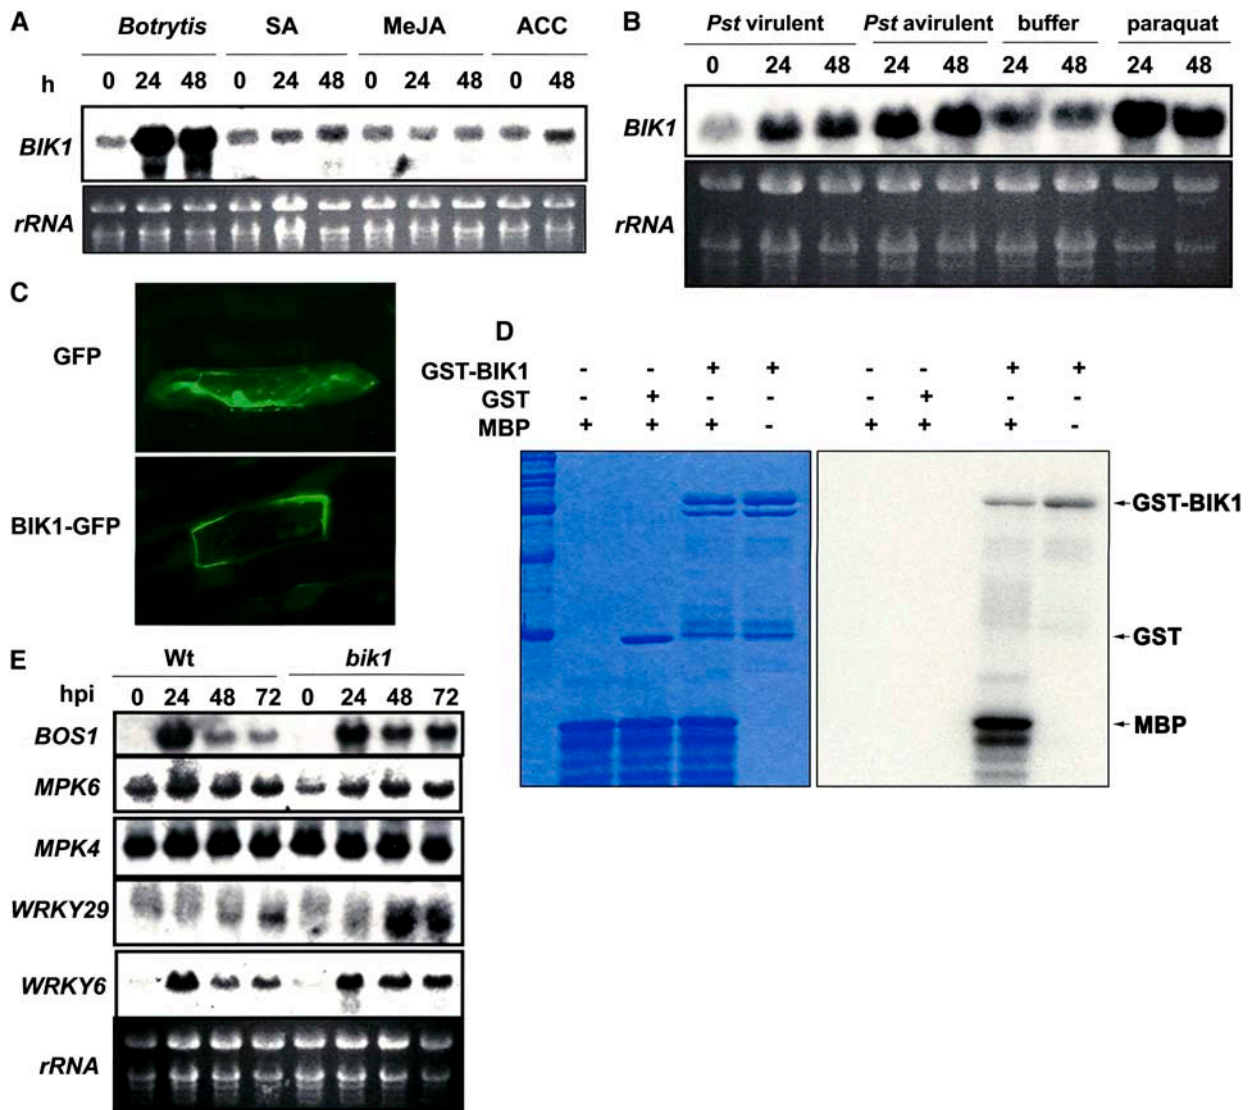 A
Botrytis SA MeJA ACC
h 0 24 48 0 24 48 0 24 48 0 48
BIK1
rRNA
B
Pst virulent Pst avirulent buffer paraquat
0 24 48 24 48 24 48 24 48
BIK1
rRNA
C
GFP
BIK1-GFP
D
GST-BIK1 - - + + - - + +
GST - + - - - + - -
MBP + + + - + + + -
GST-BIK1
GST
MBP
E
Wt bik1
hpi 0 24 48 72 0 24 48 72
BOS1
MPK6
MPK4
WRKY29
WRKY6
rRNA